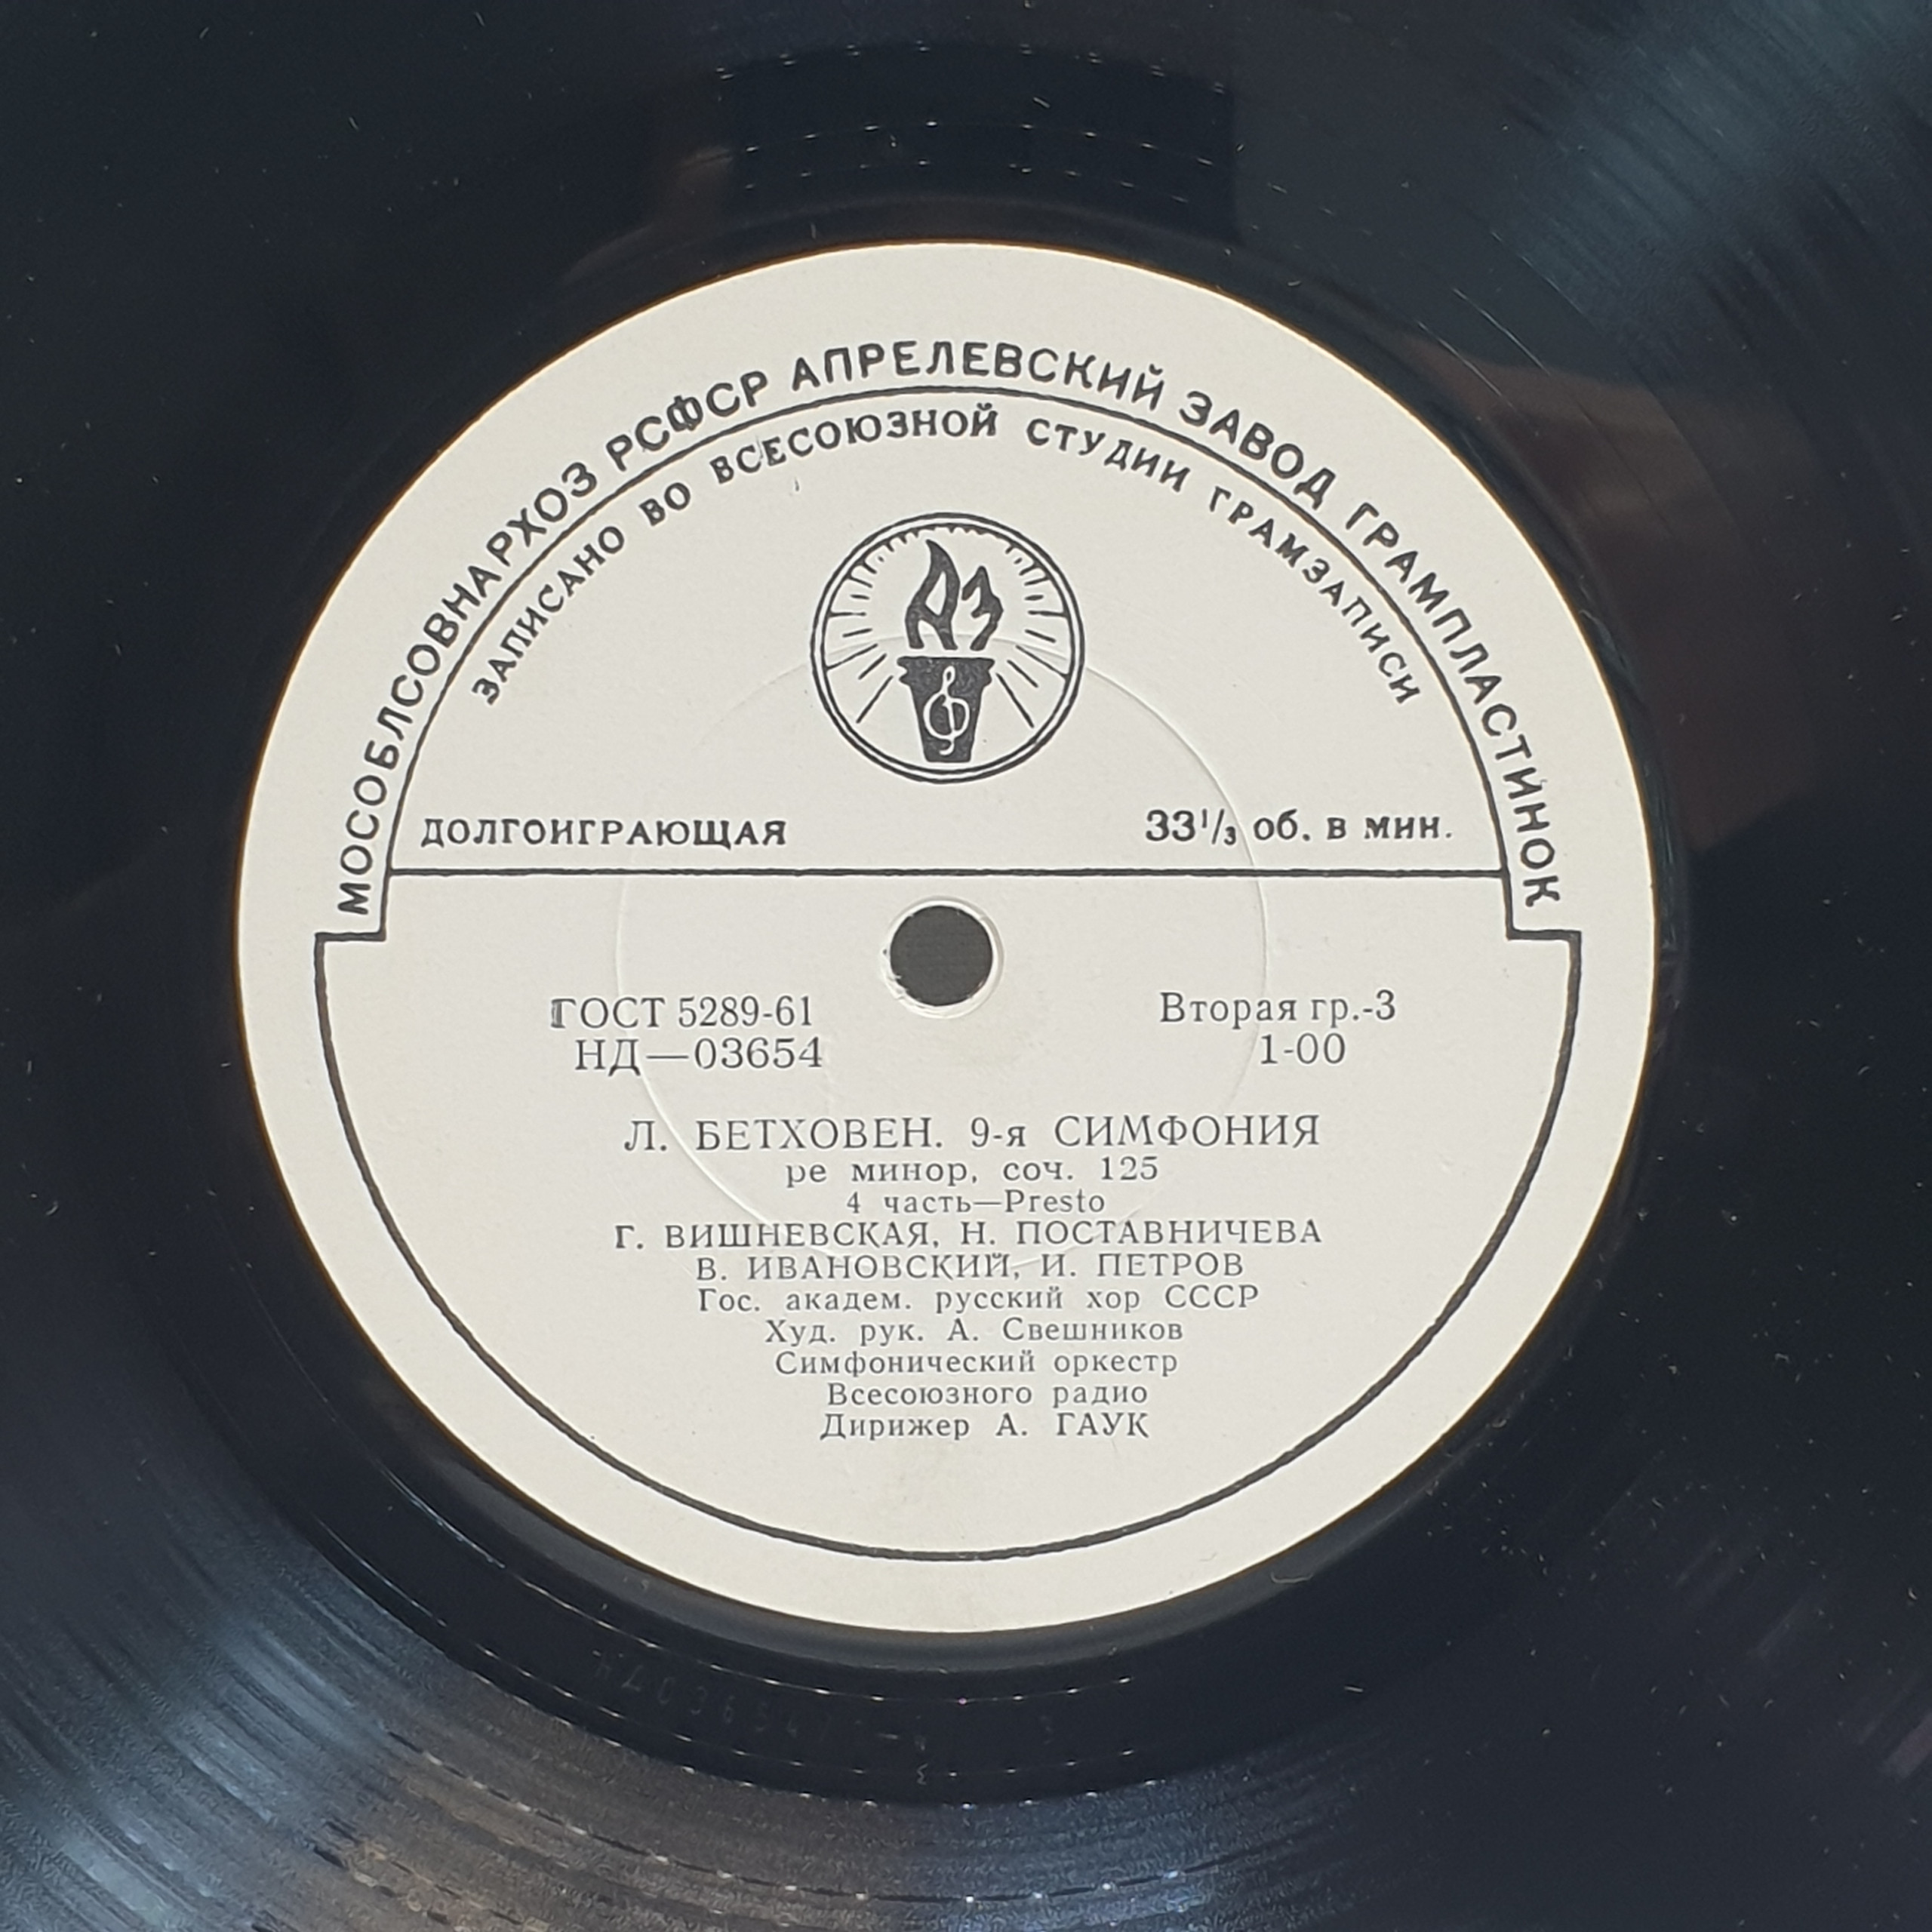 МОСОБЛСОВНАРХОЗ РСФСР АПРЕЛЕВСКИЙ ЗАВОД ГРАМПЛАСТИНОК
ЗАПИСАНО ВО ВСЕСОЮЗНОЙ СТУДИИ ГРАМЗАПИСИ
АЗ
ДОЛГОИГРАЮЩАЯ 33⅓ об. в мин.
ГОСТ 5289-61 Вторая гр.-3
НД—03654 1-00
Л. БЕТХОВЕН. 9-я СИМФОНИЯ
ре минор, соч. 125
4 часть—Presto
Г. ВИШНЕВСКАЯ, Н. ПОСТАВНИЧЕВА
В. ИВАНОВСКИЙ, И. ПЕТРОВ
Гос. академ. русский хор СССР
Худ. рук. А. Свешников
Симфонический оркестр
Всесоюзного радио
Дирижер А. ГАУК